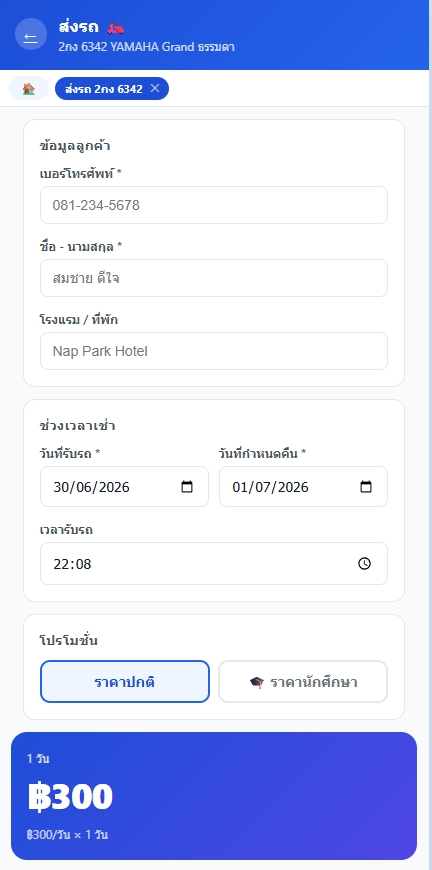 ←
ส่งรถ 🛵
2กง 6342 YAMAHA Grand ธรรมดา
🏠 ส่งรถ 2กง 6342 ✕
ข้อมูลลูกค้า
เบอร์โทรศัพท์ *
081-234-5678
ชื่อ - นามสกุล *
สมชาย ดีใจ
โรงแรม / ที่พัก
Nap Park Hotel
ช่วงเวลาเช่า
วันที่รับรถ * วันที่กำหนดคืน *
30/06/2026 01/07/2026
เวลารับรถ
22:08
โปรโมชั่น
ราคาปกติ 🎓 ราคานักศึกษา
1 วัน
฿300
฿300/วัน × 1 วัน